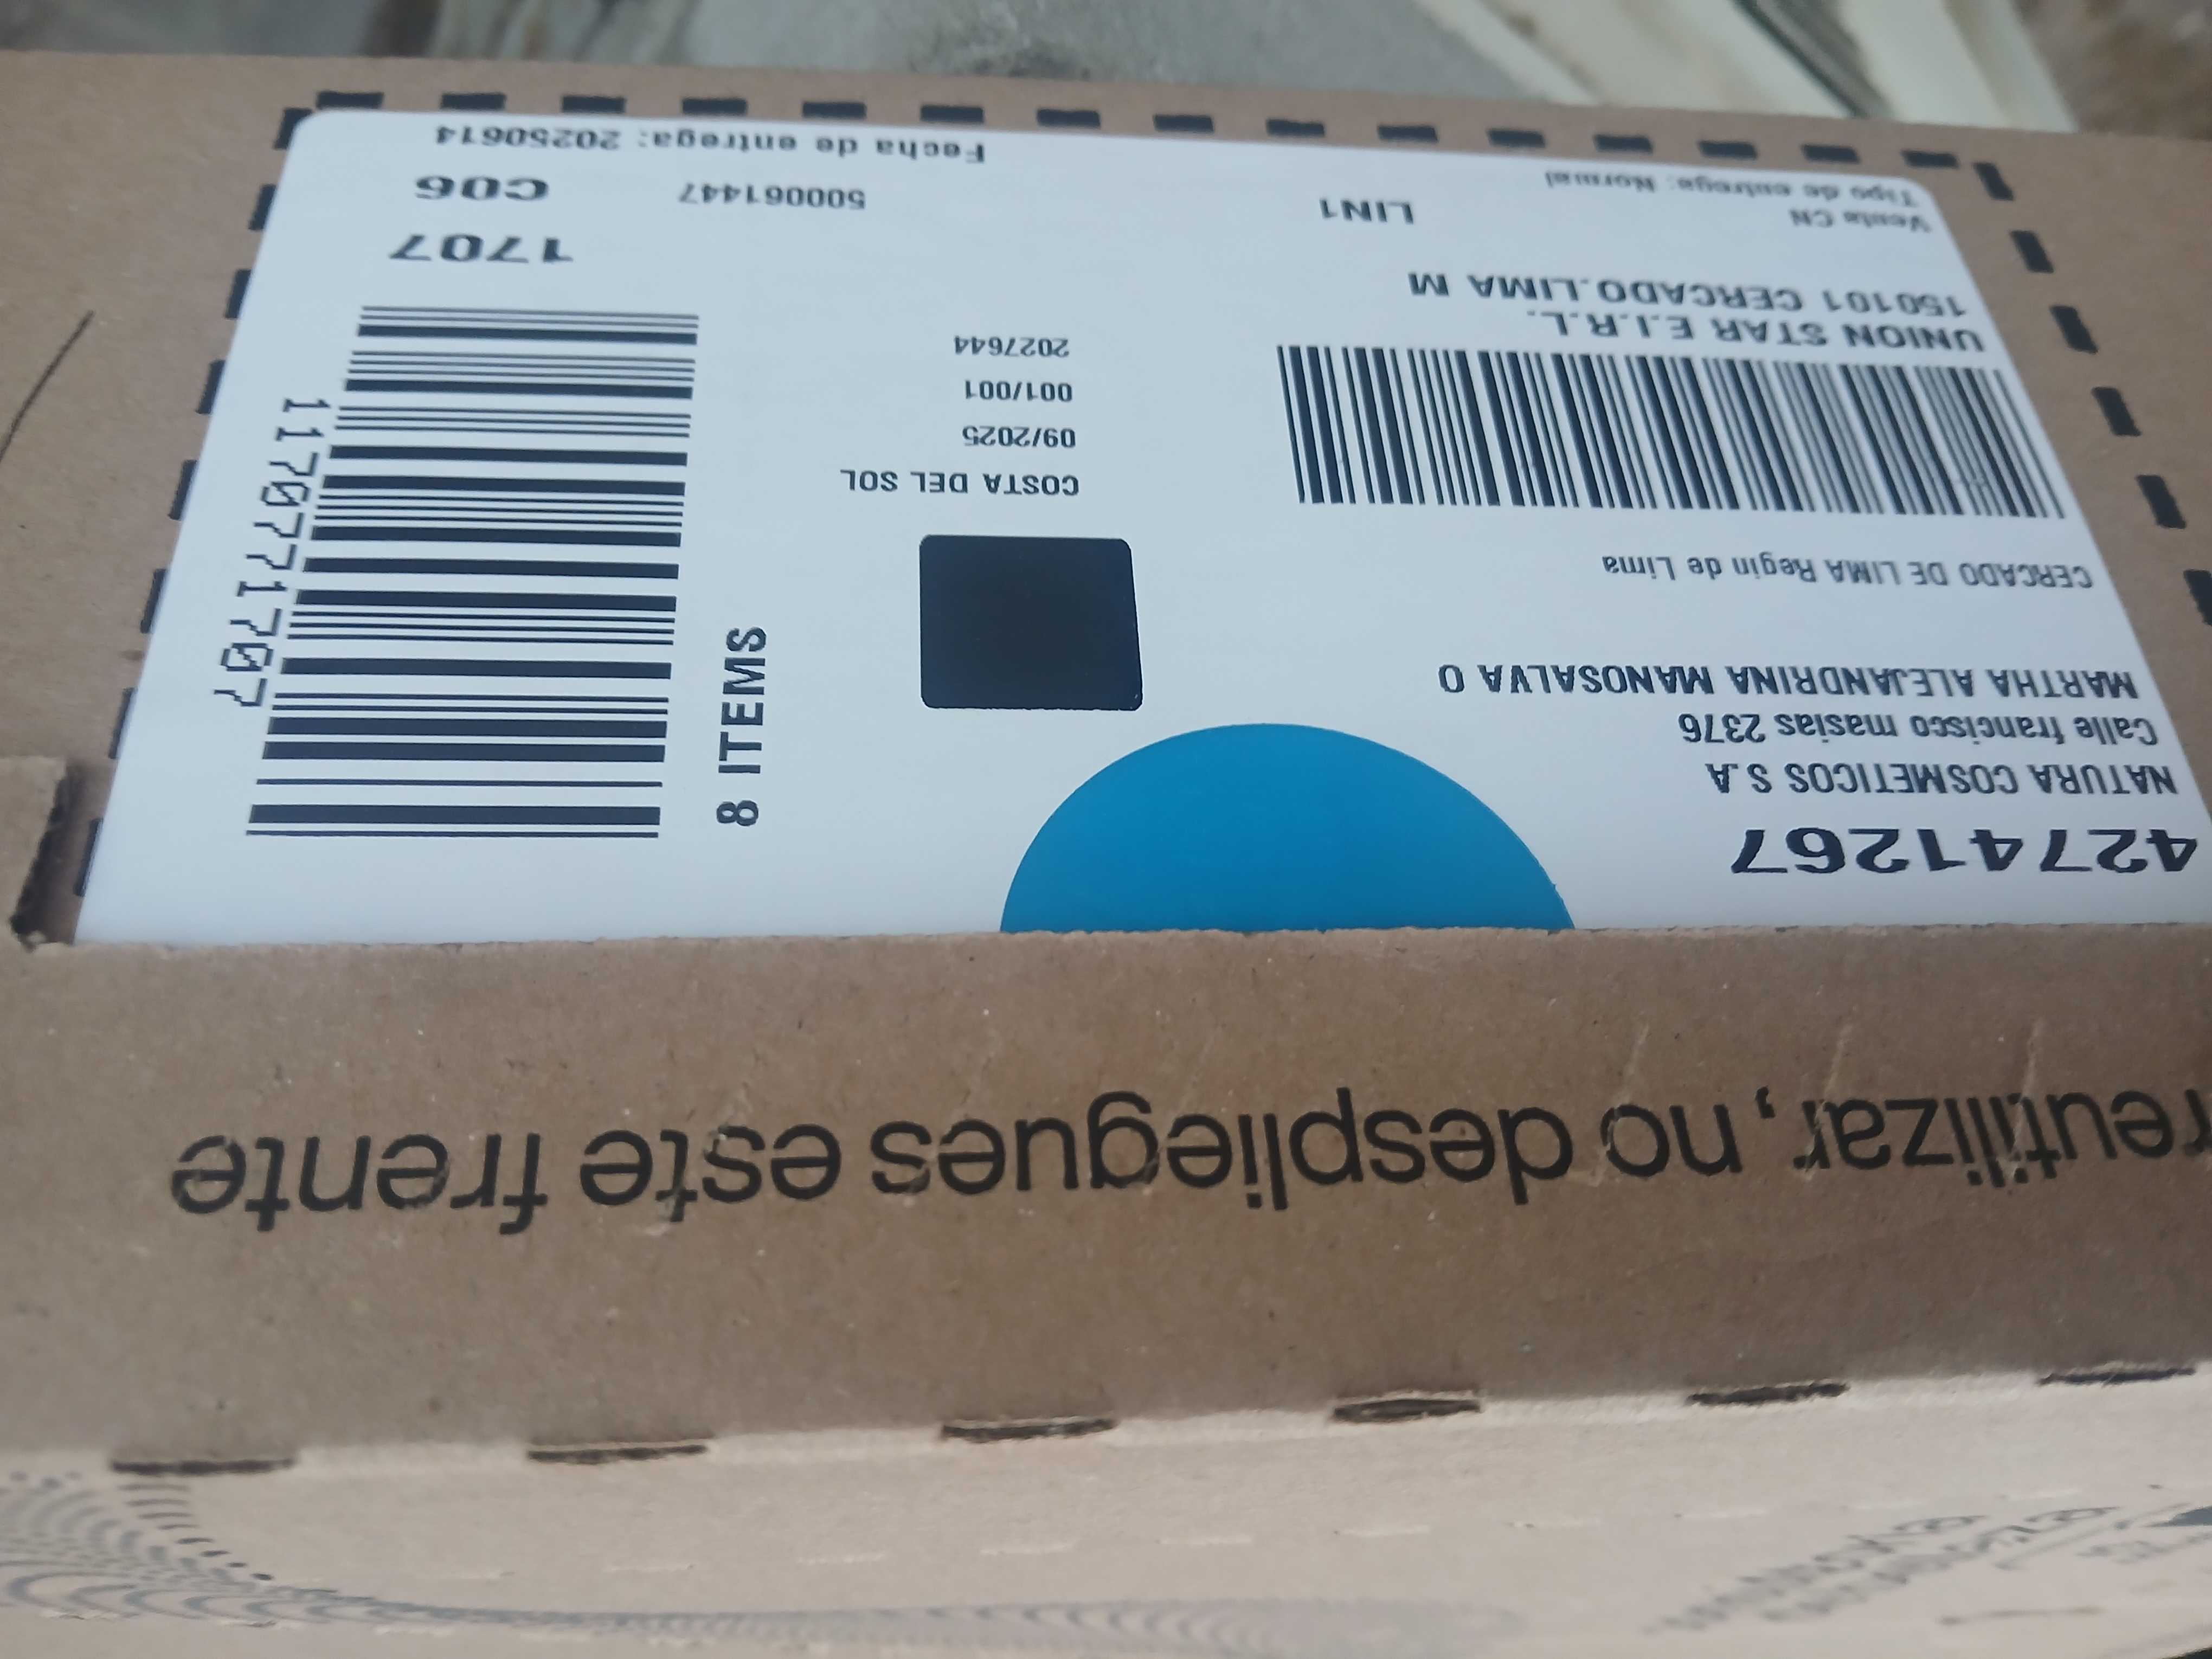 reutilizar, no despliegues este frente
42741267
NATURA COSMETICOS S.A
Calle francisco masias 2376
MARTHA ALEJANDRINA MANOSALVA O
CERCADO DE LIMA Regin de Lima
UNION STAR E.I.R.L.
150101 CERCADO.LIMA M
Venta CN
LIN1
Tipo de entrega: Normal
8 ITEMS
COSTA DEL SOL
09/2025
001/001
2027644
1170771707
1707
500061447
C06
Fecha de entrega: 20250614